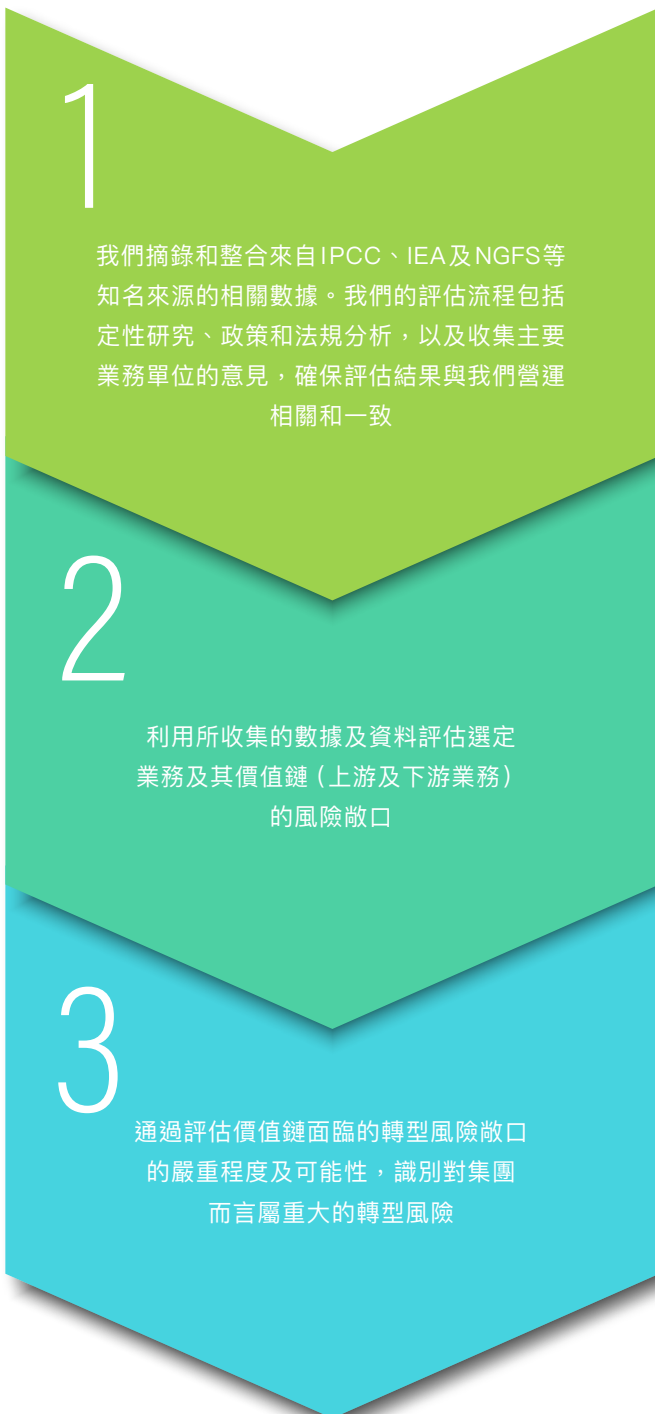 1
我們摘錄和整合來自IPCC、IEA及NGFS等
知名來源的相關數據。我們的評估流程包括
定性研究、政策和法規分析，以及收集主要
業務單位的意見，確保評估結果與我們營運
相關和一致
2
利用所收集的數據及資料評估選定
業務及其價值鏈（上游及下游業務）
的風險敞口
3
通過評估價值鏈面臨的轉型風險敞口
的嚴重程度及可能性，識別對集團
而言屬重大的轉型風險